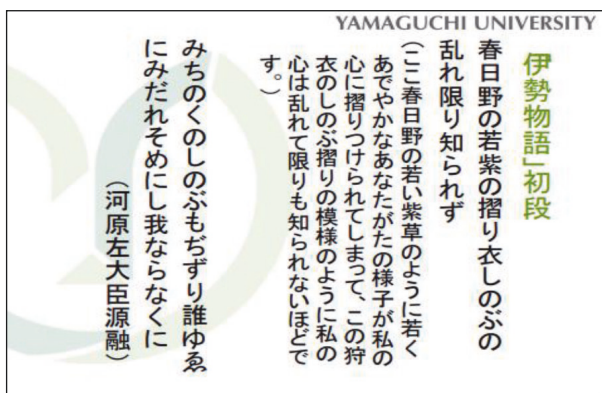 YAMAGUCHI UNIVERSITY
伊勢物語」初段
春日野の若紫の摺り衣しのぶの
乱れ限り知られず
(ここ春日野の若い紫草のように若く
あでやかなあなたがたの様子が私の
心に摺りつけられてしまって、この狩
衣のしのぶ摺りの模様のように私の
心は乱れて限りも知られないほどで
す。)
みちのくのしのぶもぢずり誰ゆゑ
にみだれそめにし我ならなくに
(河原左大臣源融)